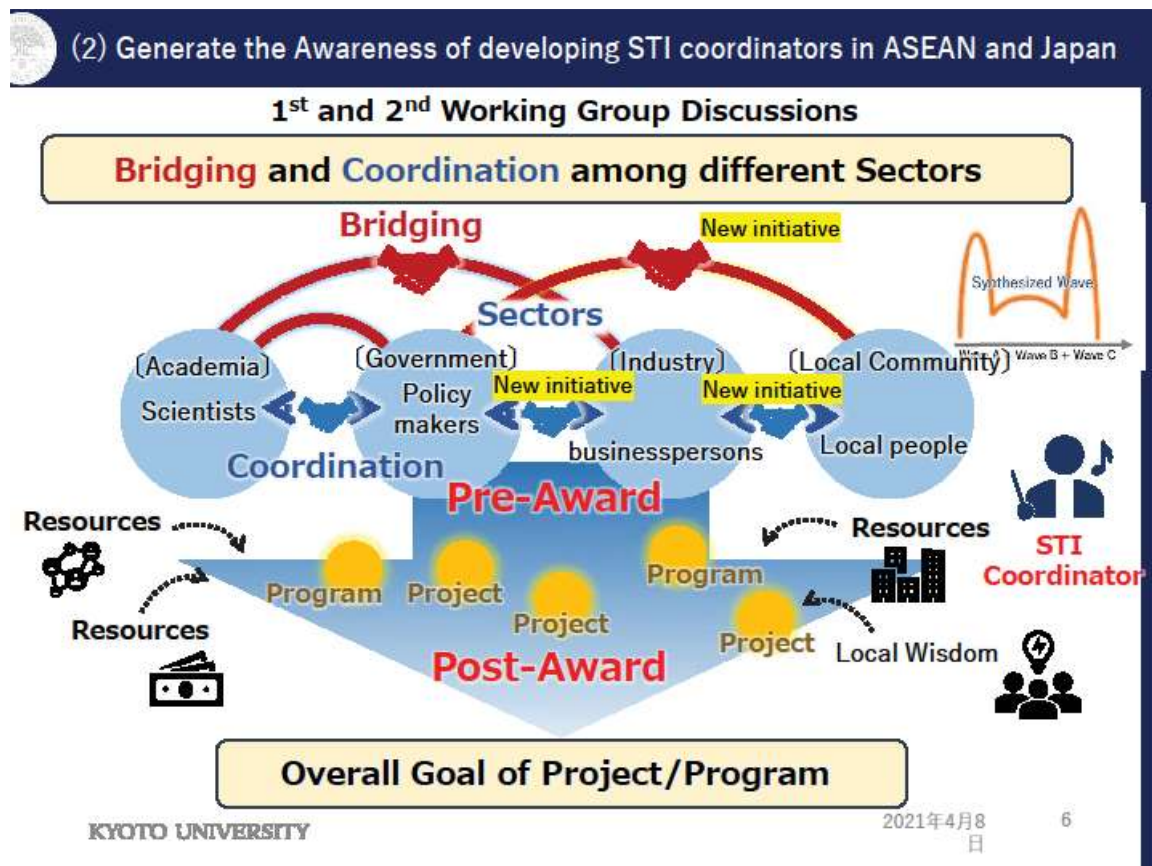 (2) Generate the Awareness of developing STI coordinators in ASEAN and Japan
1st and 2nd Working Group Discussions
Bridging and Coordination among different Sectors
Bridging
New initiative
Synthesized Wave
Wave B + Wave C
Sectors
〔Academia〕
〔Government〕
〔Industry〕
〔Local Community〕
Scientists
Policy
makers
New initiative
New initiative
businesspersons
Local people
Coordination
Pre-Award
Resources
Resources
STI
Coordinator
Program
Project
Project
Program
Project
Resources
Local Wisdom
Post-Award
Overall Goal of Project/Program
KYOTO UNIVERSITY
2021年4月8
日
6